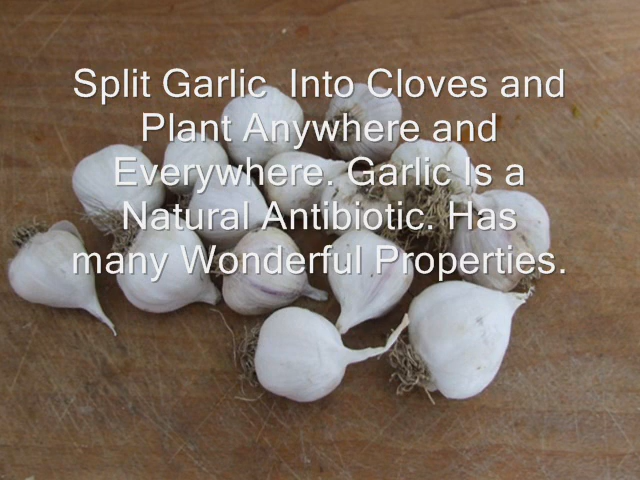 Split Garlic  Into Cloves and
Plant Anywhere and
Everywhere. Garlic Is a
Natural Antibiotic. Has
many Wonderful Properties.